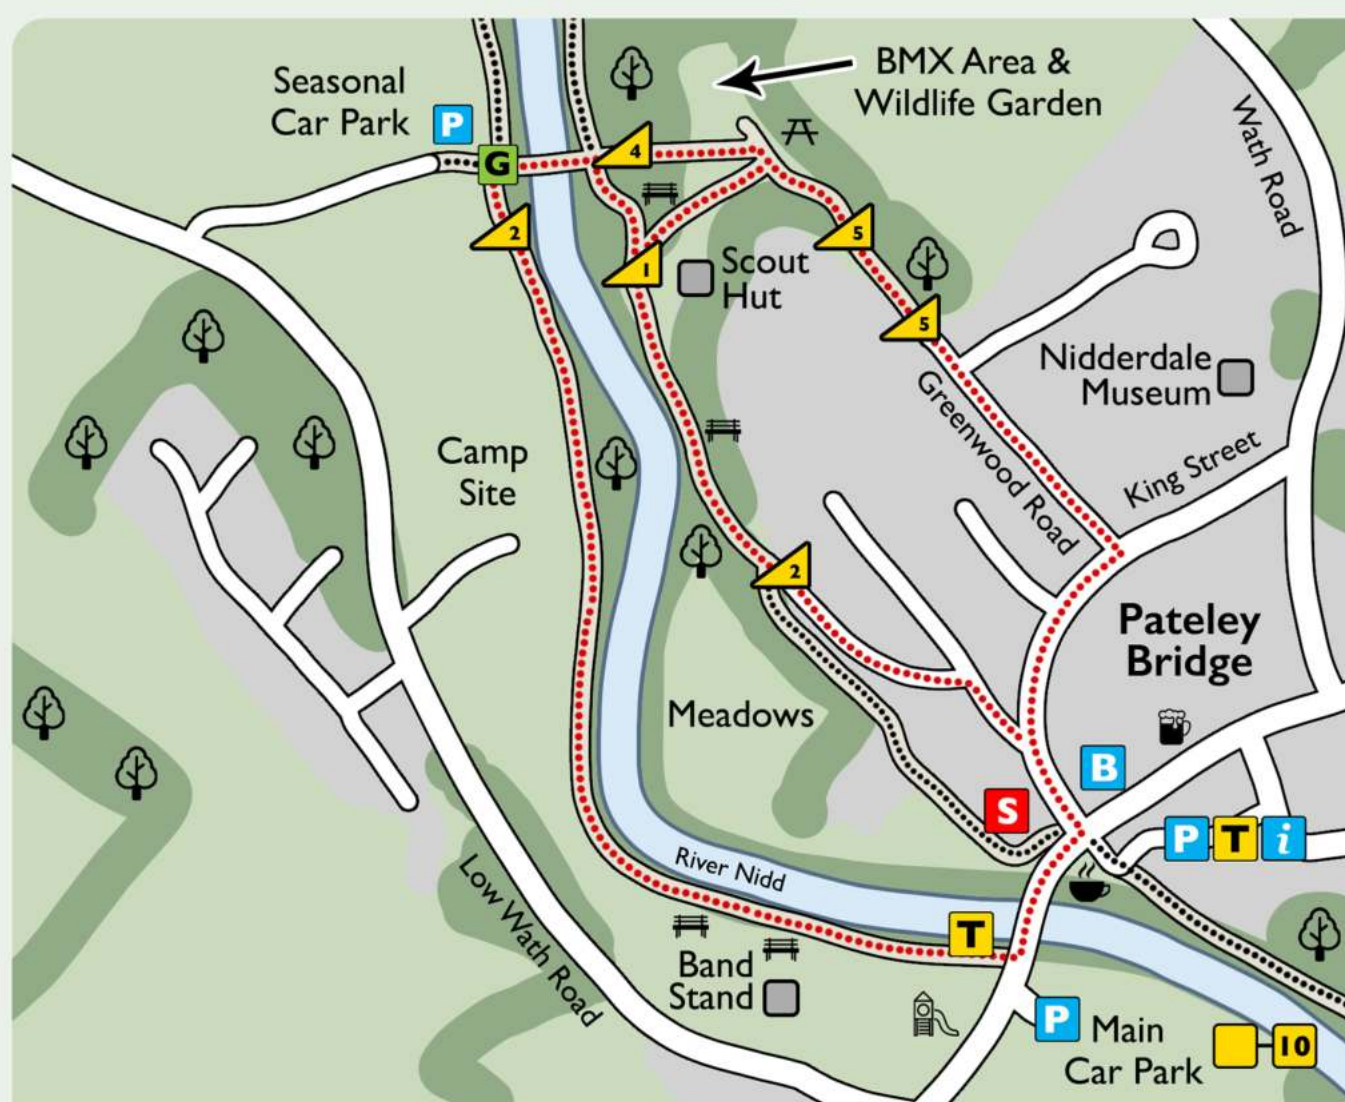 BMX Area &
Wildlife Garden
Seasonal
Car Park
P
G
4
2
1
5
5
Wath Road
Scout
Hut
Nidderdale
Museum
Greenwood Road
King Street
Camp
Site
2
Pateley
Bridge
Meadows
B
S
P
T
i
River Nidd
Low Wath Road
T
Band
Stand
P
Main
Car Park
10